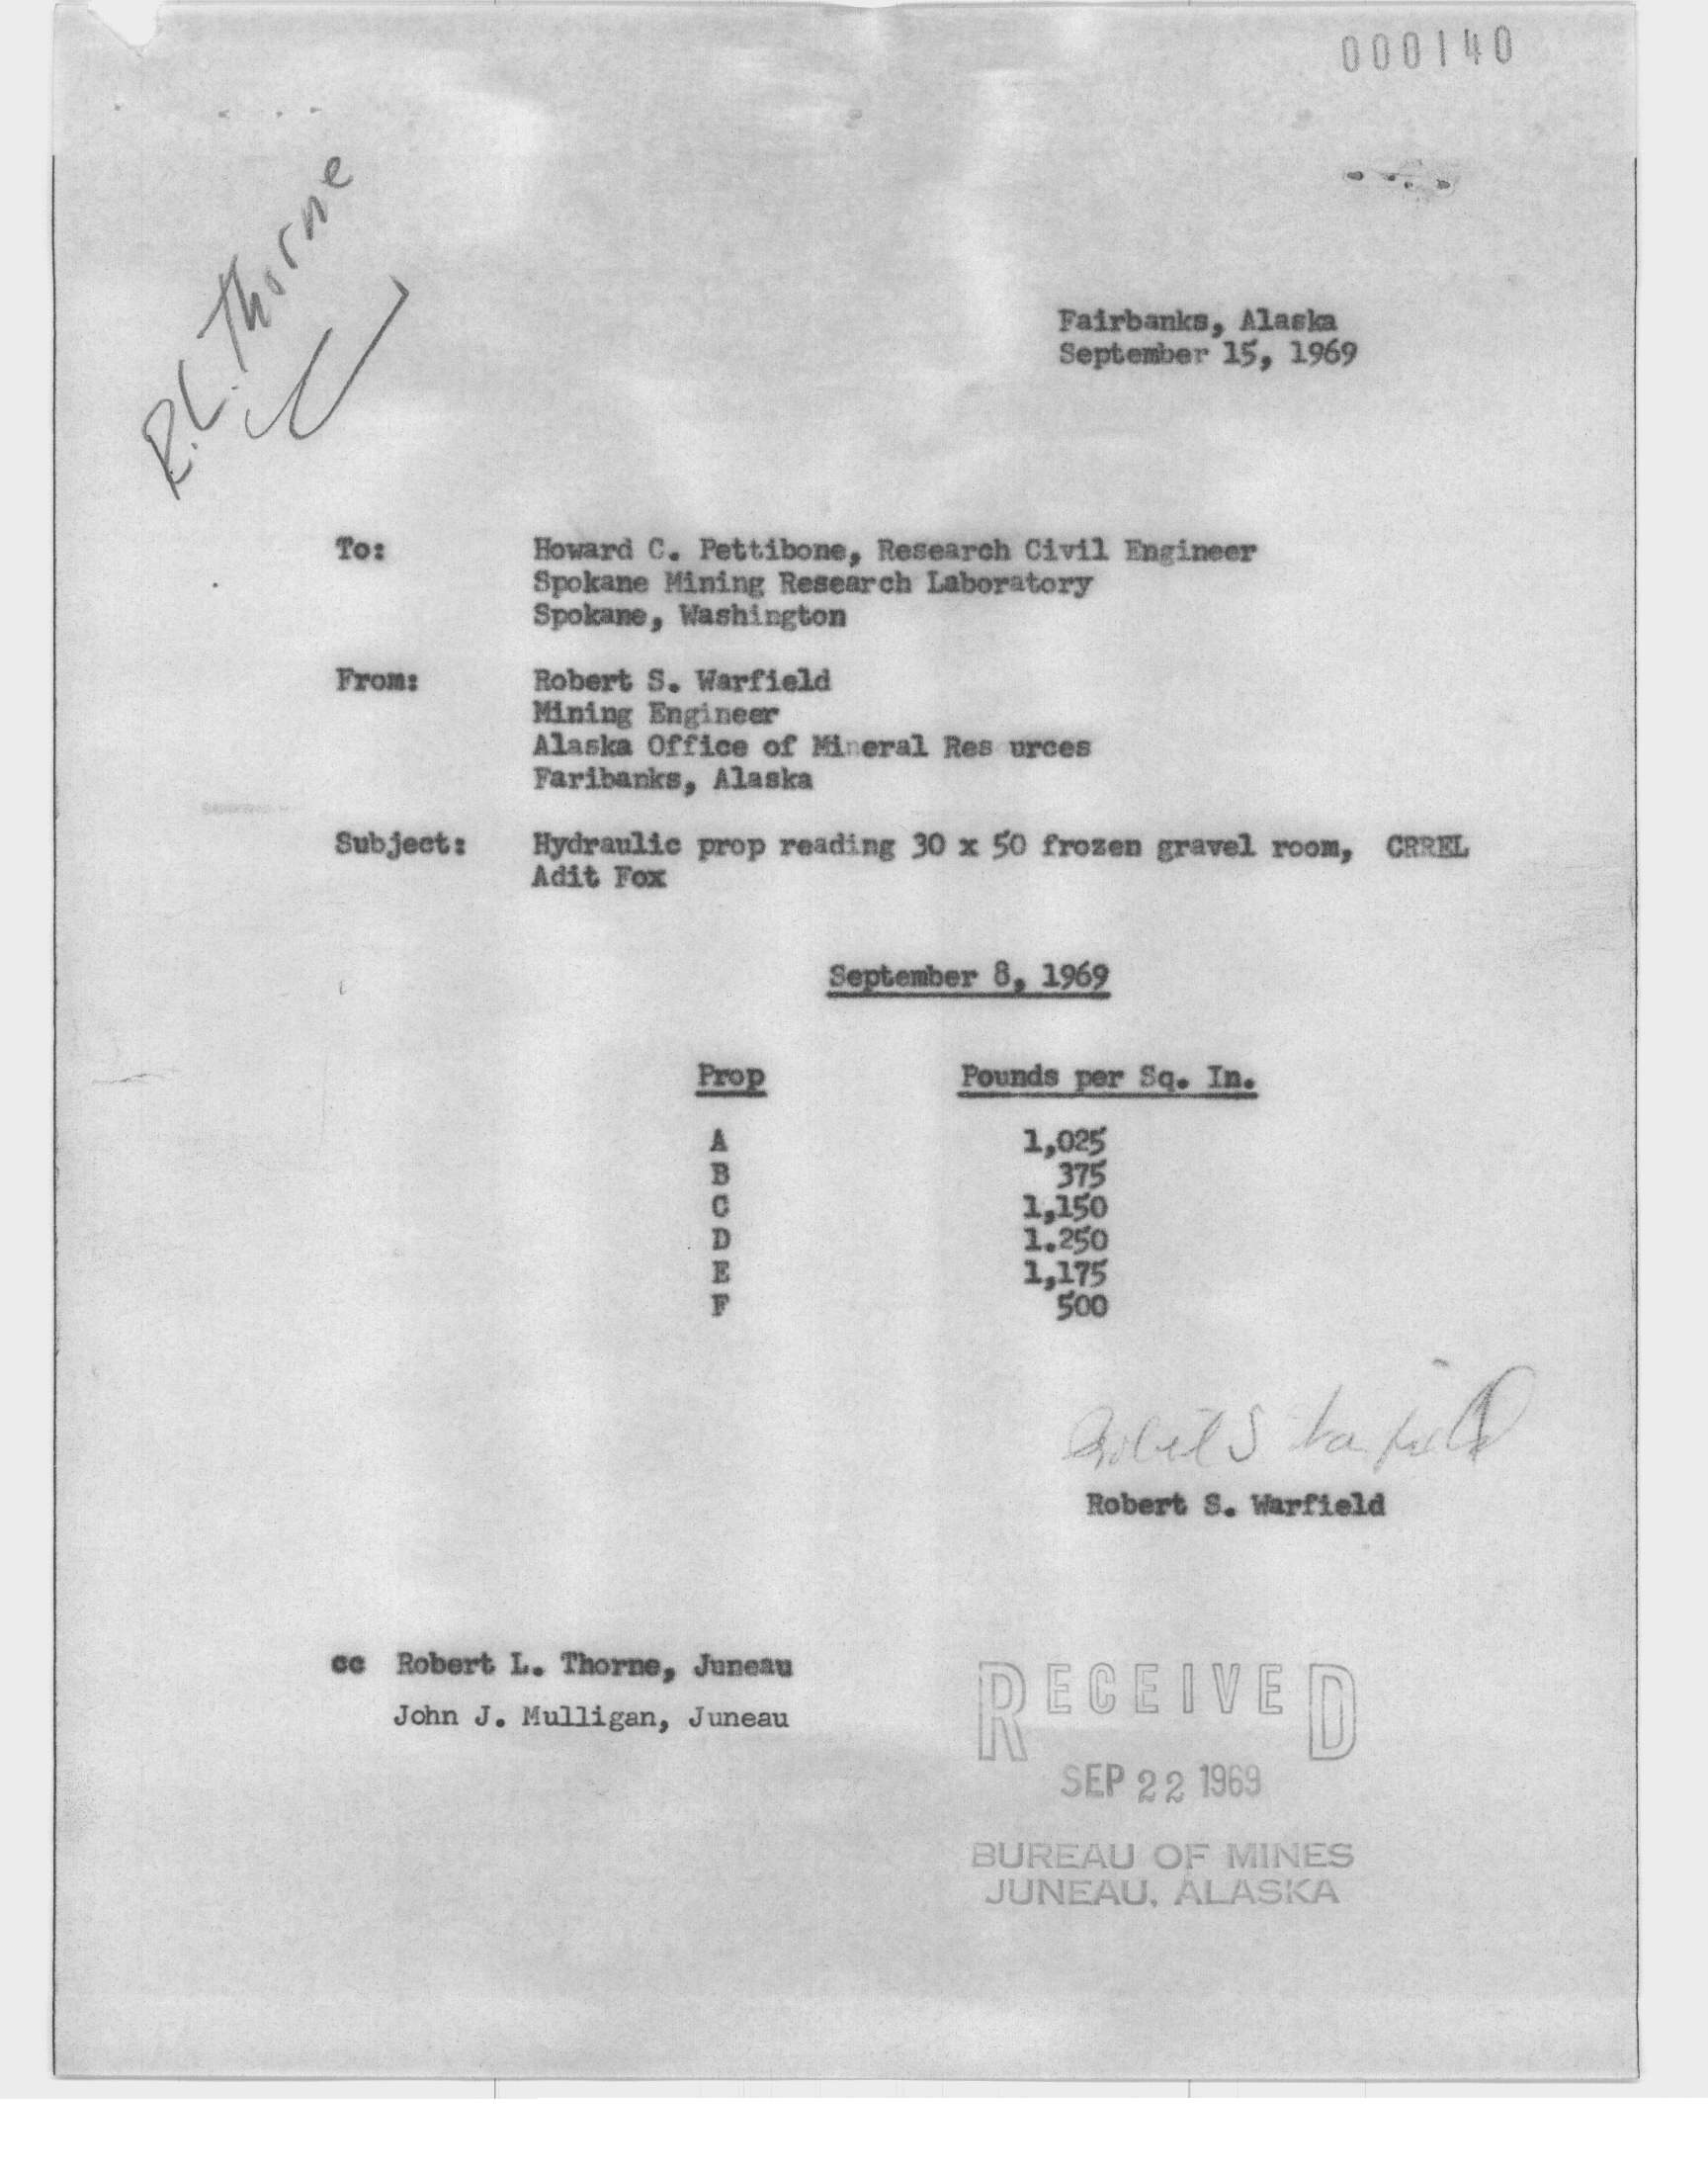 000140
R.L. Thorne
Fairbanks, Alaska
September 15, 1969
To: Howard C. Pettibone, Research Civil Engineer
Spokane Mining Research Laboratory
Spokane, Washington
From: Robert S. Warfield
Mining Engineer
Alaska Office of Mineral Res urces
Faribanks, Alaska
Subject: Hydraulic prop reading 30 x 50 frozen gravel room, CRREL
Adit Fox
September 8, 1969
Prop Pounds per Sq. In.
A 1,025
B 375
C 1,150
D 1.250
E 1,175
F 500
Robert S Warfield
Robert S. Warfield
cc Robert L. Thorne, Juneau
John J. Mulligan, Juneau
RECEIVED
SEP 22 1969
BUREAU OF MINES
JUNEAU, ALASKA